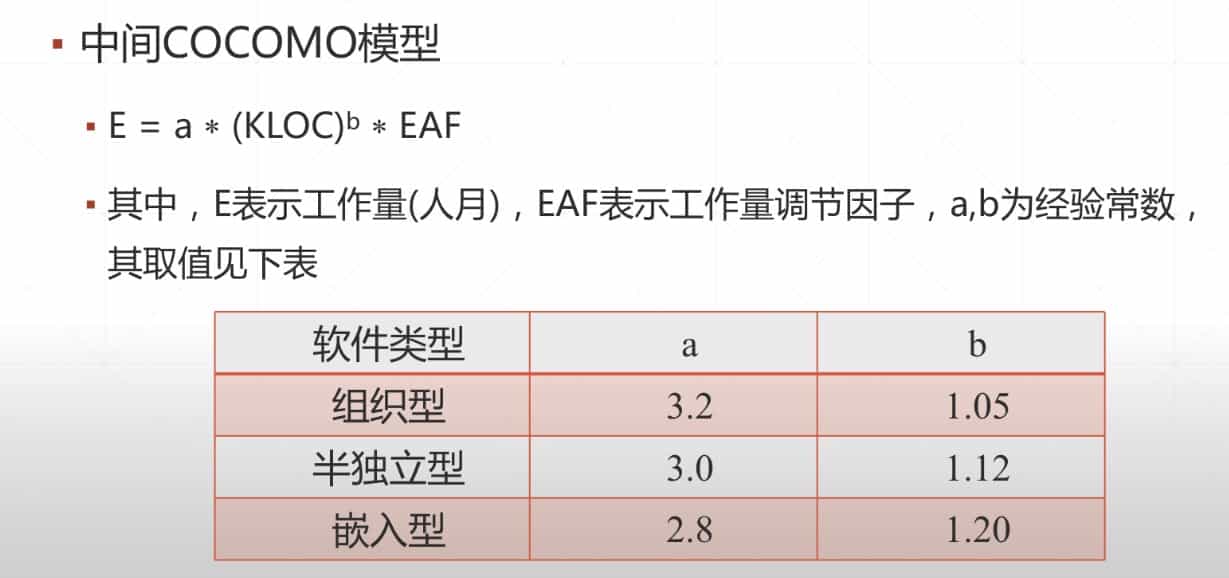 ▪ 中间COCOMO模型
▪ E = a * (KLOC)ᵇ * EAF
▪ 其中，E表示工作量(人月)，EAF表示工作量调节因子，a,b为经验常数，
其取值见下表
软件类型 a b
组织型 3.2 1.05
半独立型 3.0 1.12
嵌入型 2.8 1.20